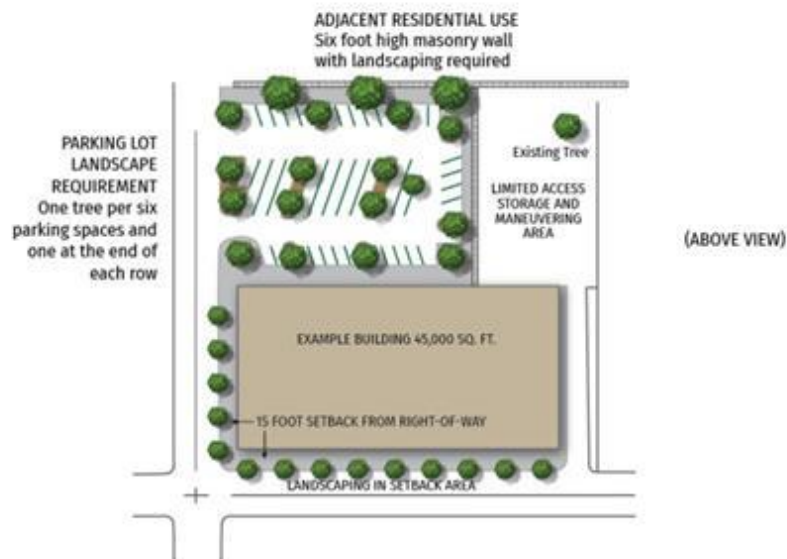 ADJACENT RESIDENTIAL USE
Six foot high masonry wall
with landscaping required
PARKING LOT
LANDSCAPE
REQUIREMENT
One tree per six
parking spaces and
one at the end of
each row
Existing Tree
LIMITED ACCESS
STORAGE AND
MANEUVERING
AREA
(ABOVE VIEW)
EXAMPLE BUILDING 45,000 SQ. FT.
15 FOOT SETBACK FROM RIGHT-OF-WAY
LANDSCAPING IN SETBACK AREA